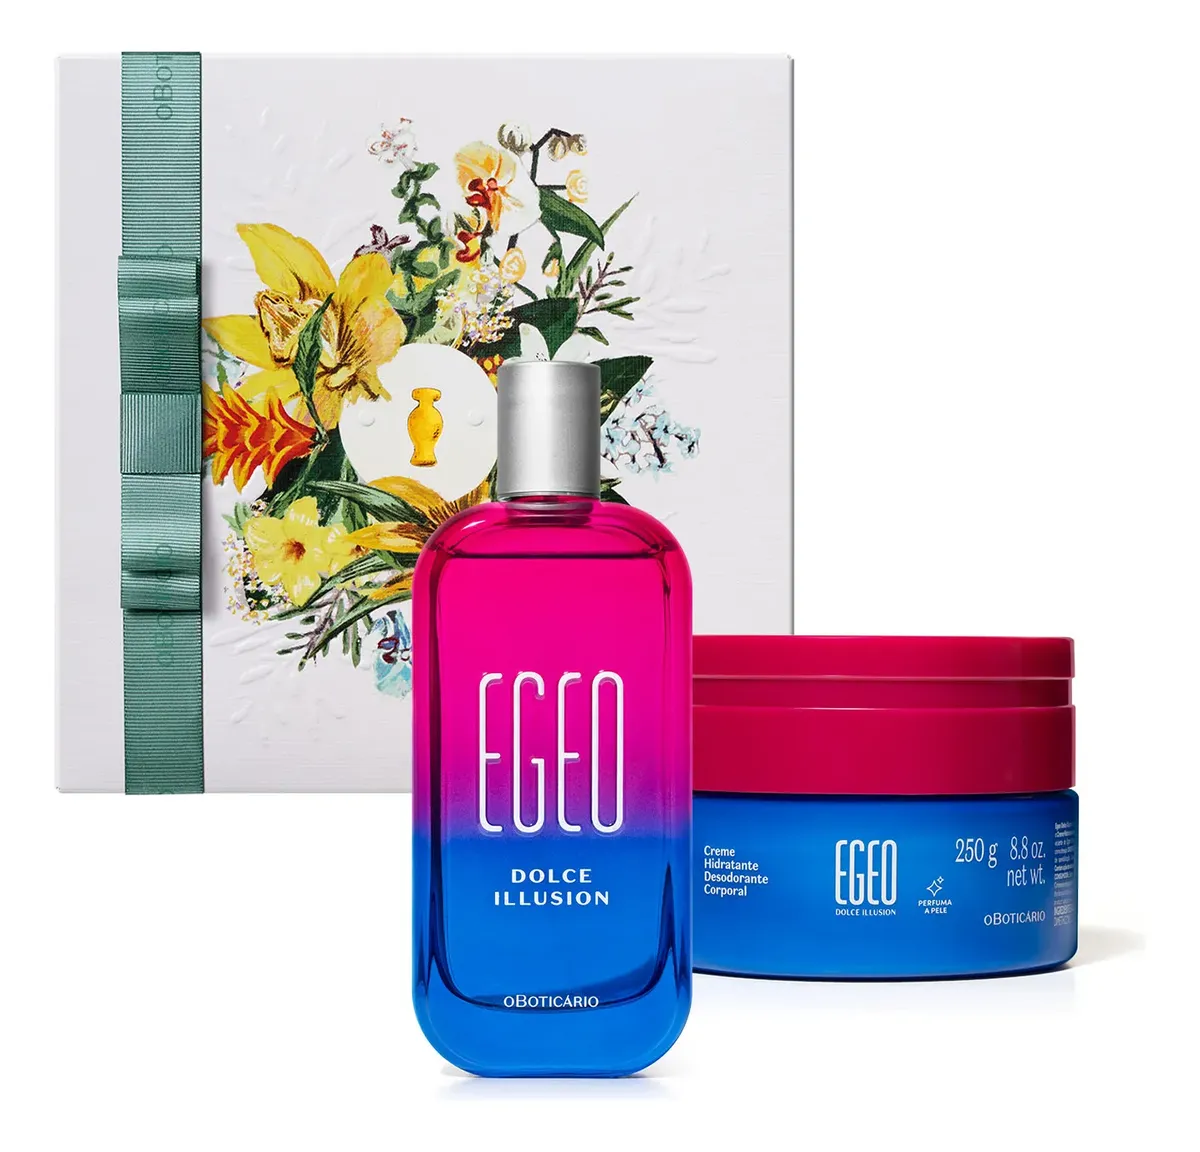 EGEO
DOLCE
ILLUSION
oBOTICÁRIO
Creme
Hidratante
Desodorante
Corporal
EGEO
DOLCE ILLUSION
PERFUMA
A PELE
250 g 8.8 oz.
net wt.
oBOTICÁRIO